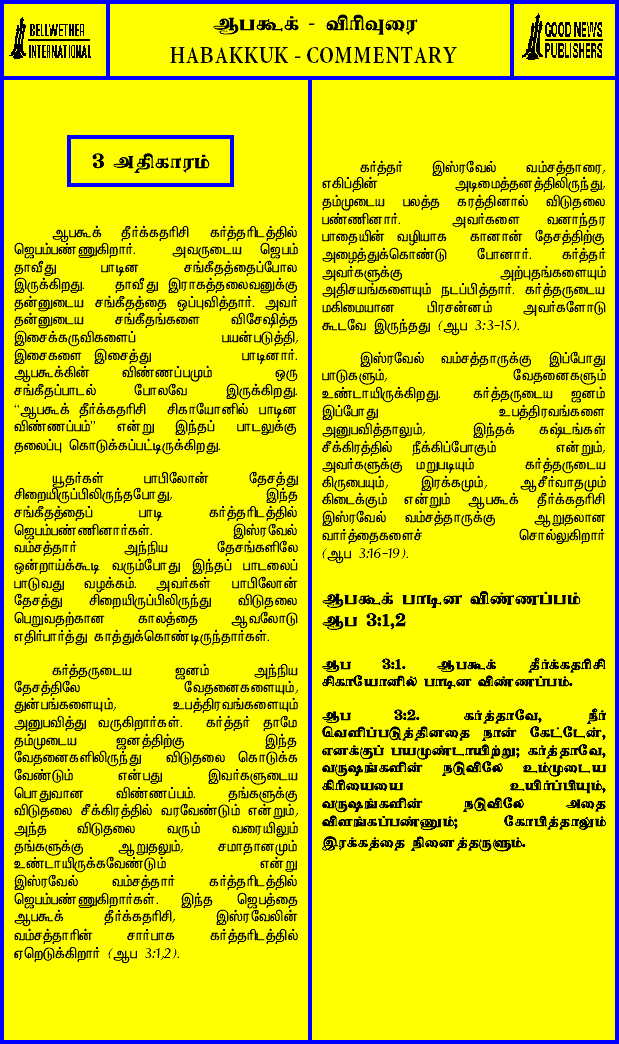 BELLWETHER
INTERNATIONAL
ஆபகூக் - விரிவுரை
HABAKKUK - COMMENTARY
GOOD NEWS
PUBLISHERS
3 அதிகாரம்
ஆபகூக் தீர்க்கதரிசி கர்த்தரிடத்தில்
ஜெபம்பண்ணுகிறார். அவருடைய ஜெபம்
தாவீது பாடின சங்கீதத்தைப்போல
இருக்கிறது. தாவீது இராகத்தலைவனுக்கு
தன்னுடைய சங்கீதத்தை ஒப்புவித்தார். அவர்
தன்னுடைய சங்கீதங்களை விசேஷித்த
இசைக்கருவிகளைப் பயன்படுத்தி,
இசைகளை இசைத்து பாடினார்.
ஆபகூக்கின் விண்ணப்பமும் ஒரு
சங்கீதப்பாடல் போலவே இருக்கிறது.
“ஆபகூக் தீர்க்கதரிசி சிகாயோனில் பாடின
விண்ணப்பம்” என்று இந்தப் பாடலுக்கு
தலைப்பு கொடுக்கப்பட்டிருக்கிறது.
யூதர்கள் பாபிலோன் தேசத்து
சிறையிருப்பிலிருந்தபோது, இந்த
சங்கீதத்தைப் பாடி கர்த்தரிடத்தில்
ஜெபம்பண்ணினார்கள். இஸ்ரவேல்
வம்சத்தார் அந்நிய தேசங்களிலே
ஒன்றாய்க்கூடி வரும்போது இந்தப் பாடலைப்
பாடுவது வழக்கம். அவர்கள் பாபிலோன்
தேசத்து சிறையிருப்பிலிருந்து விடுதலை
பெறுவதற்கான காலத்தை ஆவலோடு
எதிர்பார்த்து காத்துக்கொண்டிருந்தார்கள்.
கர்த்தருடைய ஜனம் அந்நிய
தேசத்திலே வேதனைகளையும்,
துன்பங்களையும், உபத்திரவங்களையும்
அனுபவித்து வருகிறார்கள். கர்த்தர் தாமே
தம்முடைய ஜனத்திற்கு இந்த
வேதனைகளிலிருந்து விடுதலை கொடுக்க
வேண்டும் என்பது இவர்களுடைய
பொதுவான விண்ணப்பம். தங்களுக்கு
விடுதலை சீக்கிரத்தில் வரவேண்டும் என்றும்,
அந்த விடுதலை வரும் வரையிலும்
தங்களுக்கு ஆறுதலும், சமாதானமும்
உண்டாயிருக்கவேண்டும் என்று
இஸ்ரவேல் வம்சத்தார் கர்த்தரிடத்தில்
ஜெபம்பண்ணுகிறார்கள். இந்த ஜெபத்தை
ஆபகூக் தீர்க்கதரிசி, இஸ்ரவேலின்
வம்சத்தாரின் சார்பாக கர்த்தரிடத்தில்
ஏறெடுக்கிறார் (ஆப 3:1,2).
கர்த்தர் இஸ்ரவேல் வம்சத்தாரை,
எகிப்தின் அடிமைத்தனத்திலிருந்து,
தம்முடைய பலத்த கரத்தினால் விடுதலை
பண்ணினார். அவர்களை வனாந்தர
பாதையின் வழியாக கானான் தேசத்திற்கு
அழைத்துக்கொண்டு போனார். கர்த்தர்
அவர்களுக்கு அற்புதங்களையும்
அதிசயங்களையும் நடப்பித்தார். கர்த்தருடைய
மகிமையான பிரசன்னம் அவர்களோடு
கூடவே இருந்தது (ஆப 3:3-15).
இஸ்ரவேல் வம்சத்தாருக்கு இப்போது
பாடுகளும், வேதனைகளும்
உண்டாயிருக்கிறது. கர்த்தருடைய ஜனம்
இப்போது உபத்திரவங்களை
அனுபவித்தாலும், இந்தக் கஷ்டங்கள்
சீக்கிரத்தில் நீக்கிப்போகும் என்றும்,
அவர்களுக்கு மறுபடியும் கர்த்தருடைய
கிருபையும், இரக்கமும், ஆசீர்வாதமும்
கிடைக்கும் என்றும் ஆபகூக் தீர்க்கதரிசி
இஸ்ரவேல் வம்சத்தாருக்கு ஆறுதலான
வார்த்தைகளைச் சொல்லுகிறார்
(ஆப 3:16-19).
ஆபகூக் பாடின விண்ணப்பம்
ஆப 3:1,2
ஆப 3:1. ஆபகூக் தீர்க்கதரிசி
சிகாயோனில் பாடின விண்ணப்பம்.
ஆப 3:2. கர்த்தாவே, நீர்
வெளிப்படுத்தினதை நான் கேட்டேன்,
எனக்குப் பயமுண்டாயிற்று; கர்த்தாவே,
வருஷங்களின் நடுவிலே உம்முடைய
கிரியையை உயிர்ப்பியும்,
வருஷங்களின் நடுவிலே அதை
விளங்கப்பண்ணும்; கோபித்தாலும்
இரக்கத்தை நினைத்தருளும்.